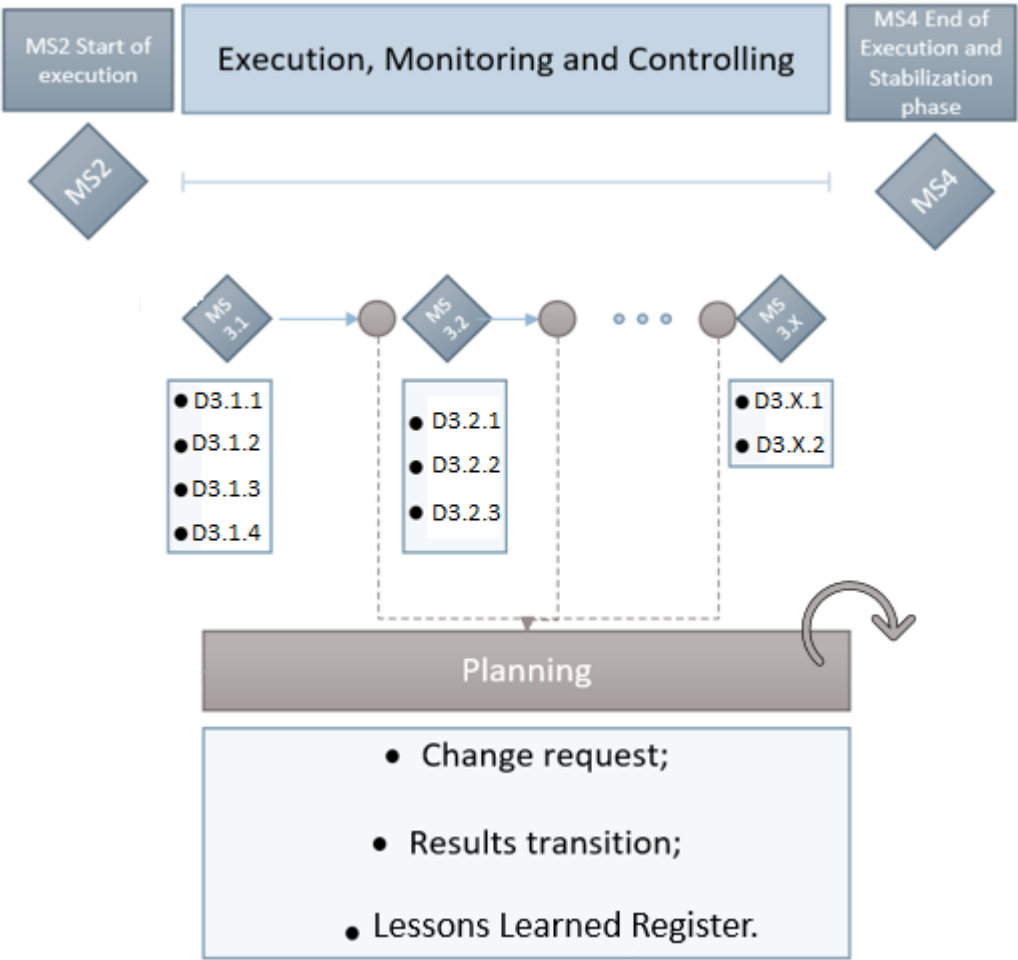 MS2 Start of
execution
Execution, Monitoring and Controlling
MS4 End of
Execution and
Stabilization
phase
MS2
MS4
MS
3.1
MS
3.2
MS
3.X
● D3.1.1
● D3.1.2
● D3.1.3
● D3.1.4
● D3.2.1
● D3.2.2
● D3.2.3
● D3.X.1
● D3.X.2
Planning
● Change request;
● Results transition;
● Lessons Learned Register.